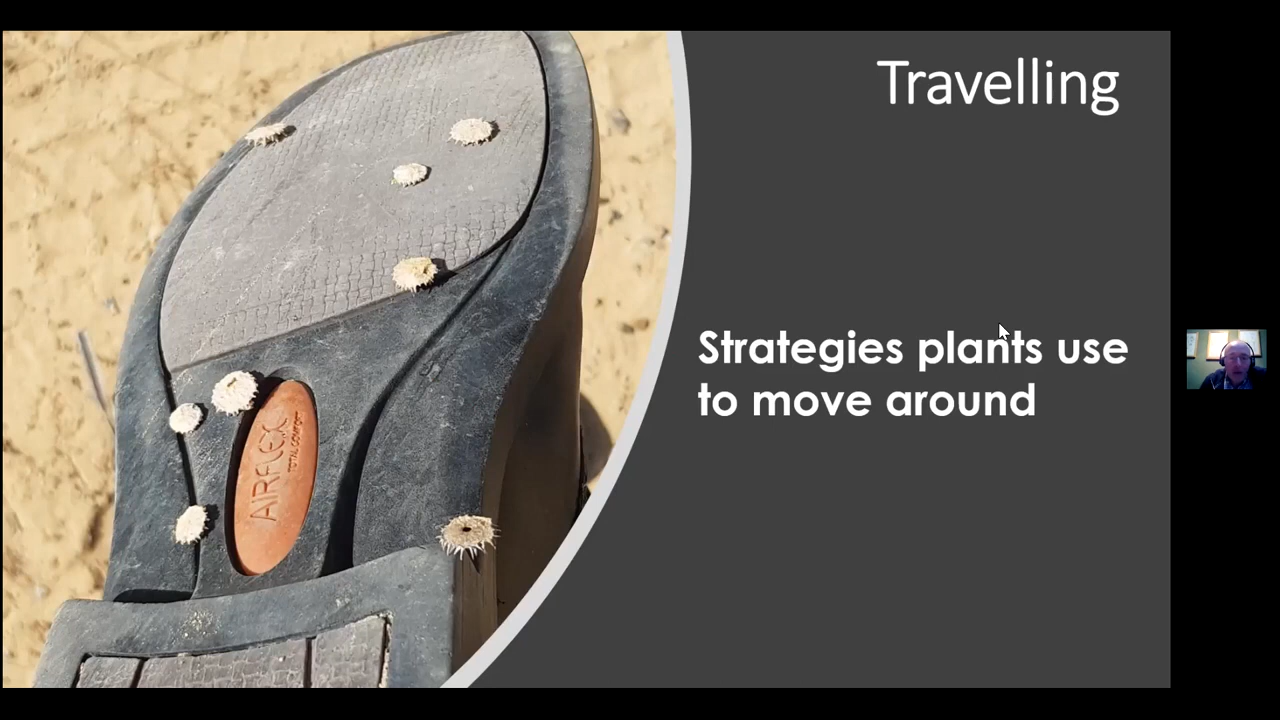 Travelling
Strategies plants use
to move around
AIRFLEX
TOTAL COMFORT